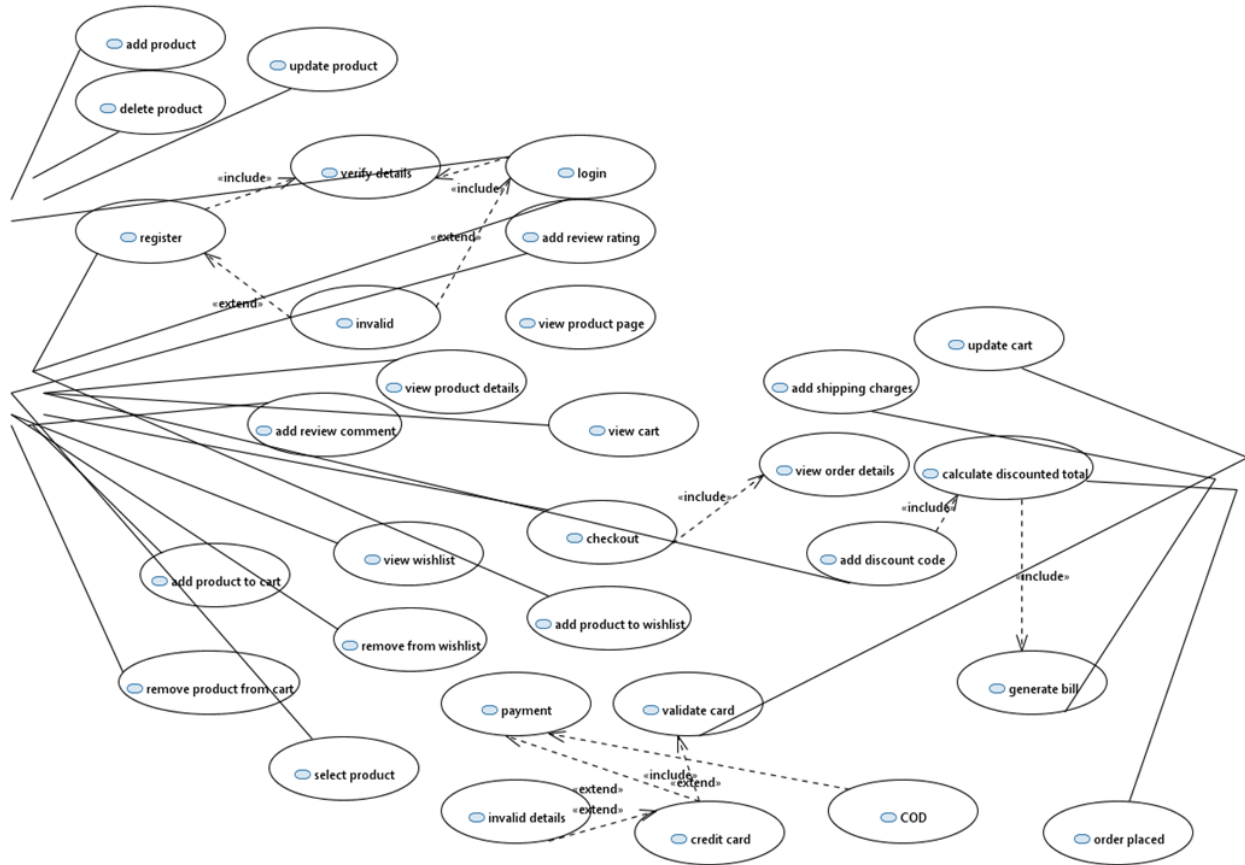 add product
update product
delete product
verify details
login
«include»
«include»
register
add review rating
«extend»
«extend»
invalid
view product page
update cart
view product details
add shipping charges
add review comment
view cart
view order details
calculate discounted total
«include»
«include»
checkout
view wishlist
add discount code
add product to cart
«include»
add product to wishlist
remove from wishlist
remove product from cart
generate bill
payment
validate card
select product
«include»
«extend»
«extend»
«extend»
invalid details
credit card
COD
order placed